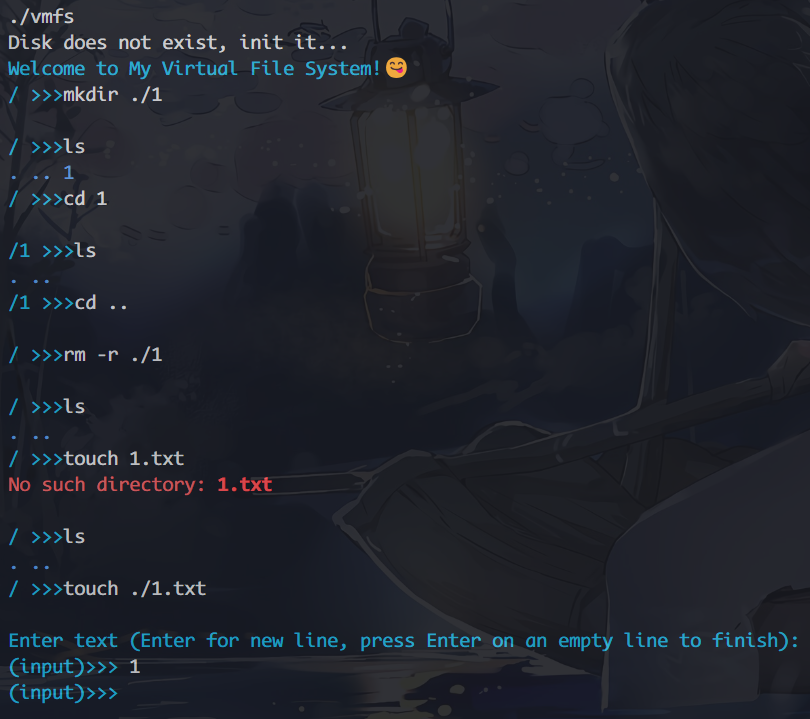 ./vmfs
Disk does not exist, init it...
Welcome to My Virtual File System!😋
/ >>>mkdir ./1
/ >>>ls
. .. 1
/ >>>cd 1
/1 >>>ls
. ..
/1 >>>cd ..
/ >>>rm -r ./1
/ >>>ls
. ..
/ >>>touch 1.txt
No such directory: 1.txt
/ >>>ls
. ..
/ >>>touch ./1.txt
Enter text (Enter for new line, press Enter on an empty line to finish):
(input)>>> 1
(input)>>>